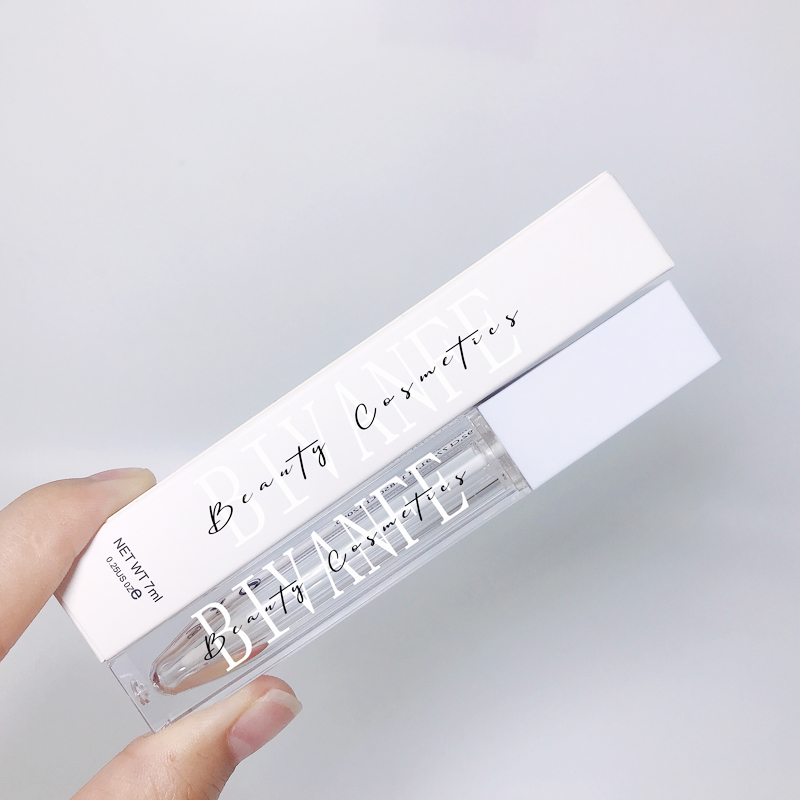 BIVANFE
Beauty Cosmetics
NET WT 7ml
0.25US OZ℮
BIVANFE
Beauty Cosmetics